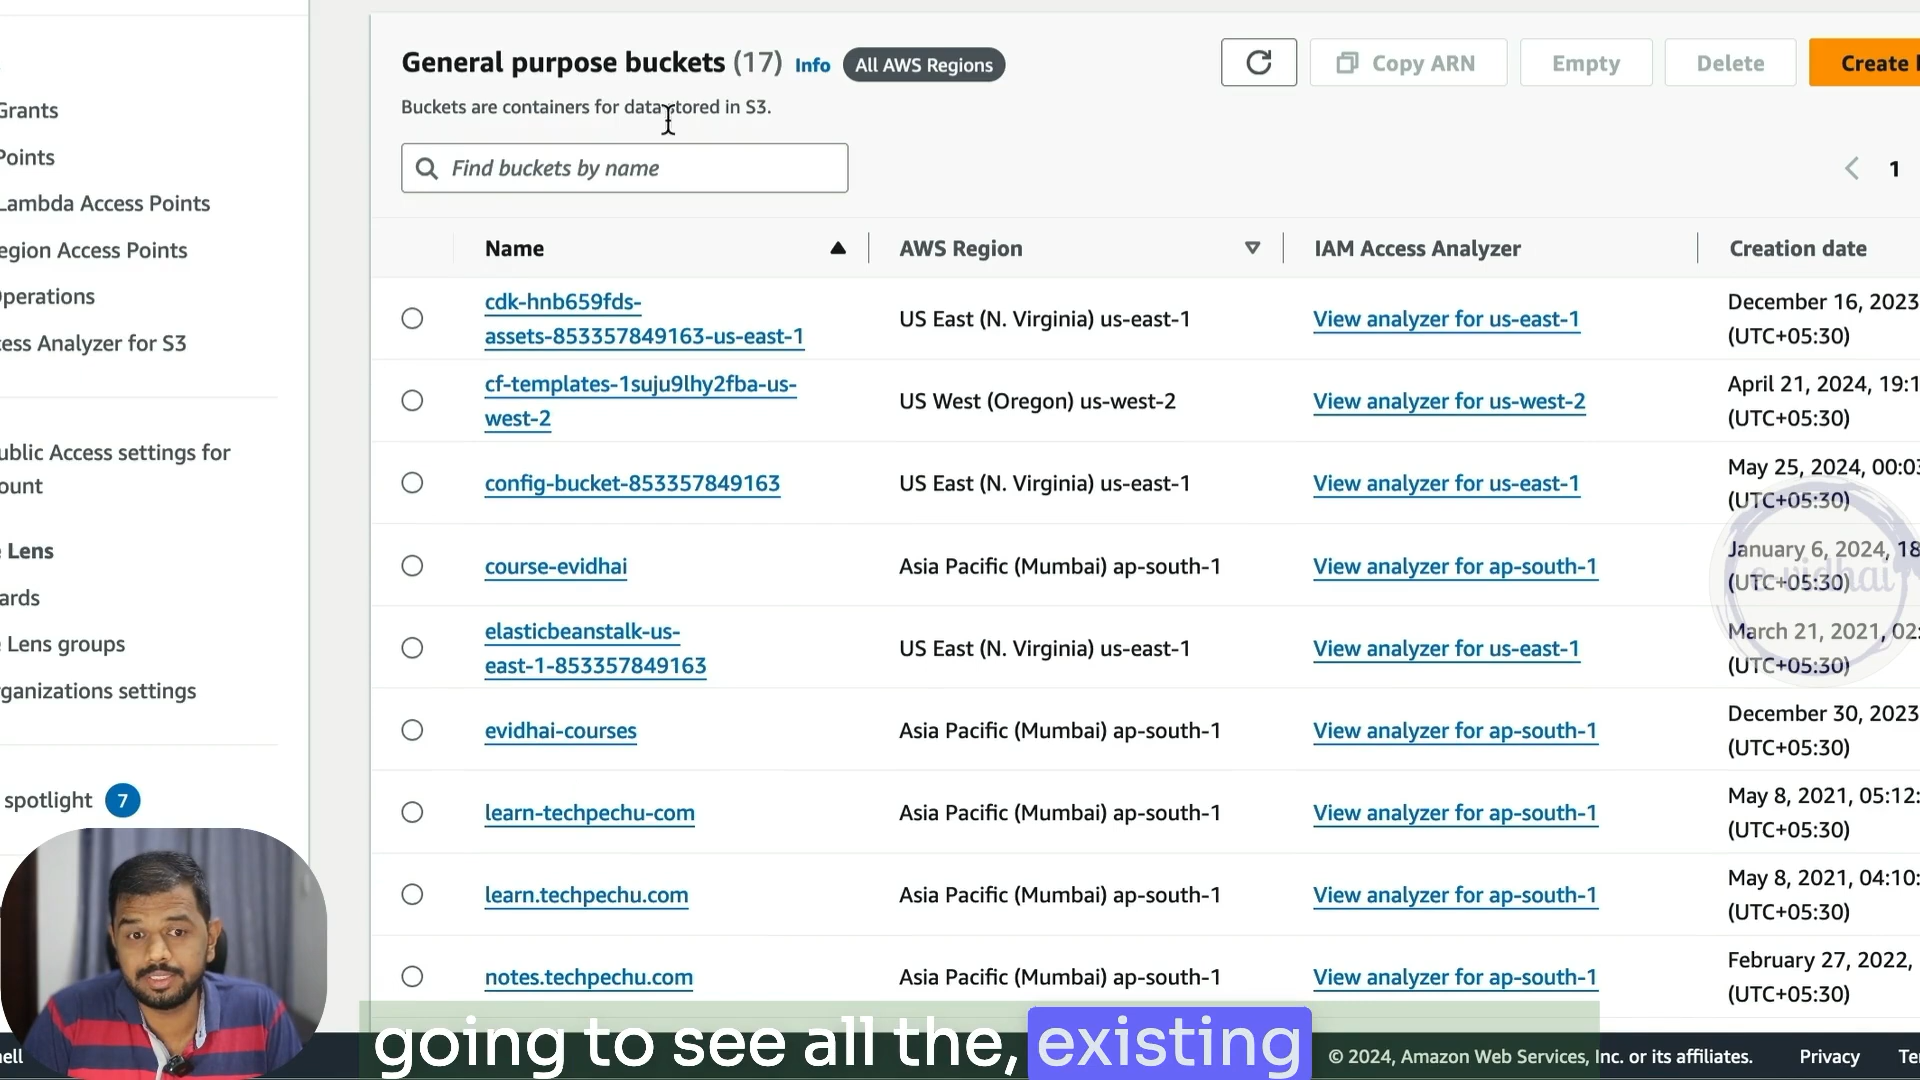 General purpose buckets (17) Info All AWS Regions
Copy ARN Empty Delete Create
Buckets are containers for data stored in S3.
Find buckets by name
1
Grants
Points
Lambda Access Points
egion Access Points
perations
ess Analyzer for S3
ublic Access settings for
ount
Lens
ards
Lens groups
rganizations settings
spotlight 7
Name AWS Region IAM Access Analyzer Creation date
cdk-hnb659fds-
assets-853357849163-us-east-1
US East (N. Virginia) us-east-1
View analyzer for us-east-1
December 16, 2023
(UTC+05:30)
cf-templates-1suju9lhy2fba-us-
west-2
US West (Oregon) us-west-2
View analyzer for us-west-2
April 21, 2024, 19:1
(UTC+05:30)
config-bucket-853357849163
US East (N. Virginia) us-east-1
View analyzer for us-east-1
May 25, 2024, 00:03
(UTC+05:30)
course-evidhai
Asia Pacific (Mumbai) ap-south-1
View analyzer for ap-south-1
January 6, 2024, 18
(UTC+05:30)
elasticbeanstalk-us-
east-1-853357849163
US East (N. Virginia) us-east-1
View analyzer for us-east-1
March 21, 2021, 02:
(UTC+05:30)
evidhai-courses
Asia Pacific (Mumbai) ap-south-1
View analyzer for ap-south-1
December 30, 2023
(UTC+05:30)
learn-techpechu-com
Asia Pacific (Mumbai) ap-south-1
View analyzer for ap-south-1
May 8, 2021, 05:12:
(UTC+05:30)
learn.techpechu.com
Asia Pacific (Mumbai) ap-south-1
View analyzer for ap-south-1
May 8, 2021, 04:10:
(UTC+05:30)
notes.techpechu.com
Asia Pacific (Mumbai) ap-south-1
View analyzer for ap-south-1
February 27, 2022,
(UTC+05:30)
going to see all the, existing
ell
© 2024, Amazon Web Services, Inc. or its affiliates. Privacy Te